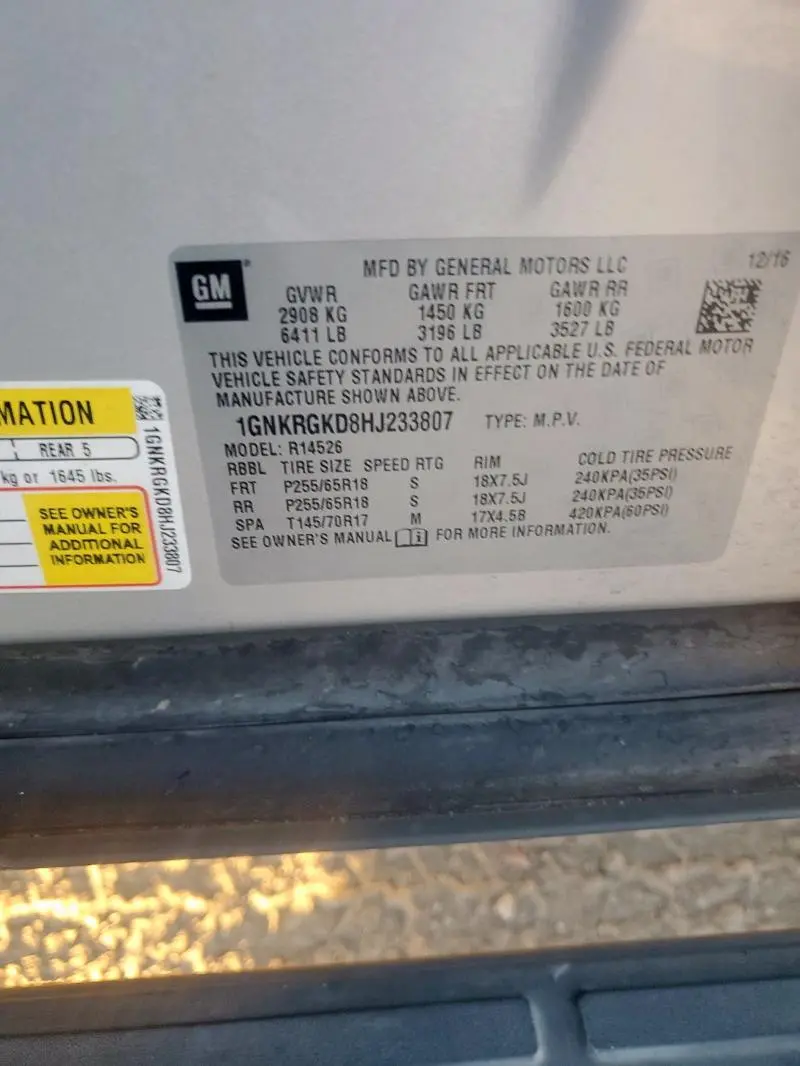 GM
MFD BY GENERAL MOTORS LLC
12/16
GVWR GAWR FRT GAWR RR
2908 KG 1450 KG 1600 KG
6411 LB 3196 LB 3527 LB
THIS VEHICLE CONFORMS TO ALL APPLICABLE U.S. FEDERAL MOTOR
VEHICLE SAFETY STANDARDS IN EFFECT ON THE DATE OF
MANUFACTURE SHOWN ABOVE.
1GNKRGKD8HJ233807 TYPE: M.P.V.
MODEL: R14526
RBBL TIRE SIZE SPEED RTG RIM COLD TIRE PRESSURE
FRT P255/65R18 S 18X7.5J 240KPA(35PSI)
RR P255/65R18 S 18X7.5J 240KPA(35PSI)
SPA T145/70R17 M 17X4.5B 420KPA(60PSI)
SEE OWNER'S MANUAL FOR MORE INFORMATION.
MATION
REAR 5
kg or 1645 lbs.
SEE OWNER'S
MANUAL FOR
ADDITIONAL
INFORMATION
1GNKRGKD8HJ233807